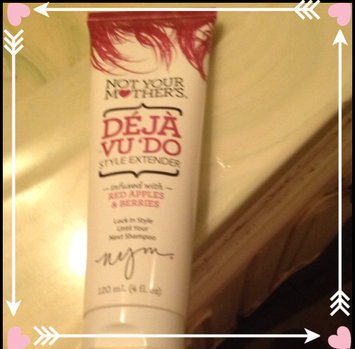 NOT YOUR
MOTHER'S.
DÉJÀ
VU 'DO
STYLE EXTENDER
infused with
RED APPLES
& BERRIES
Lock In Style
Until Your
Next Shampoo
nym.
120 mL (4 fl. oz)